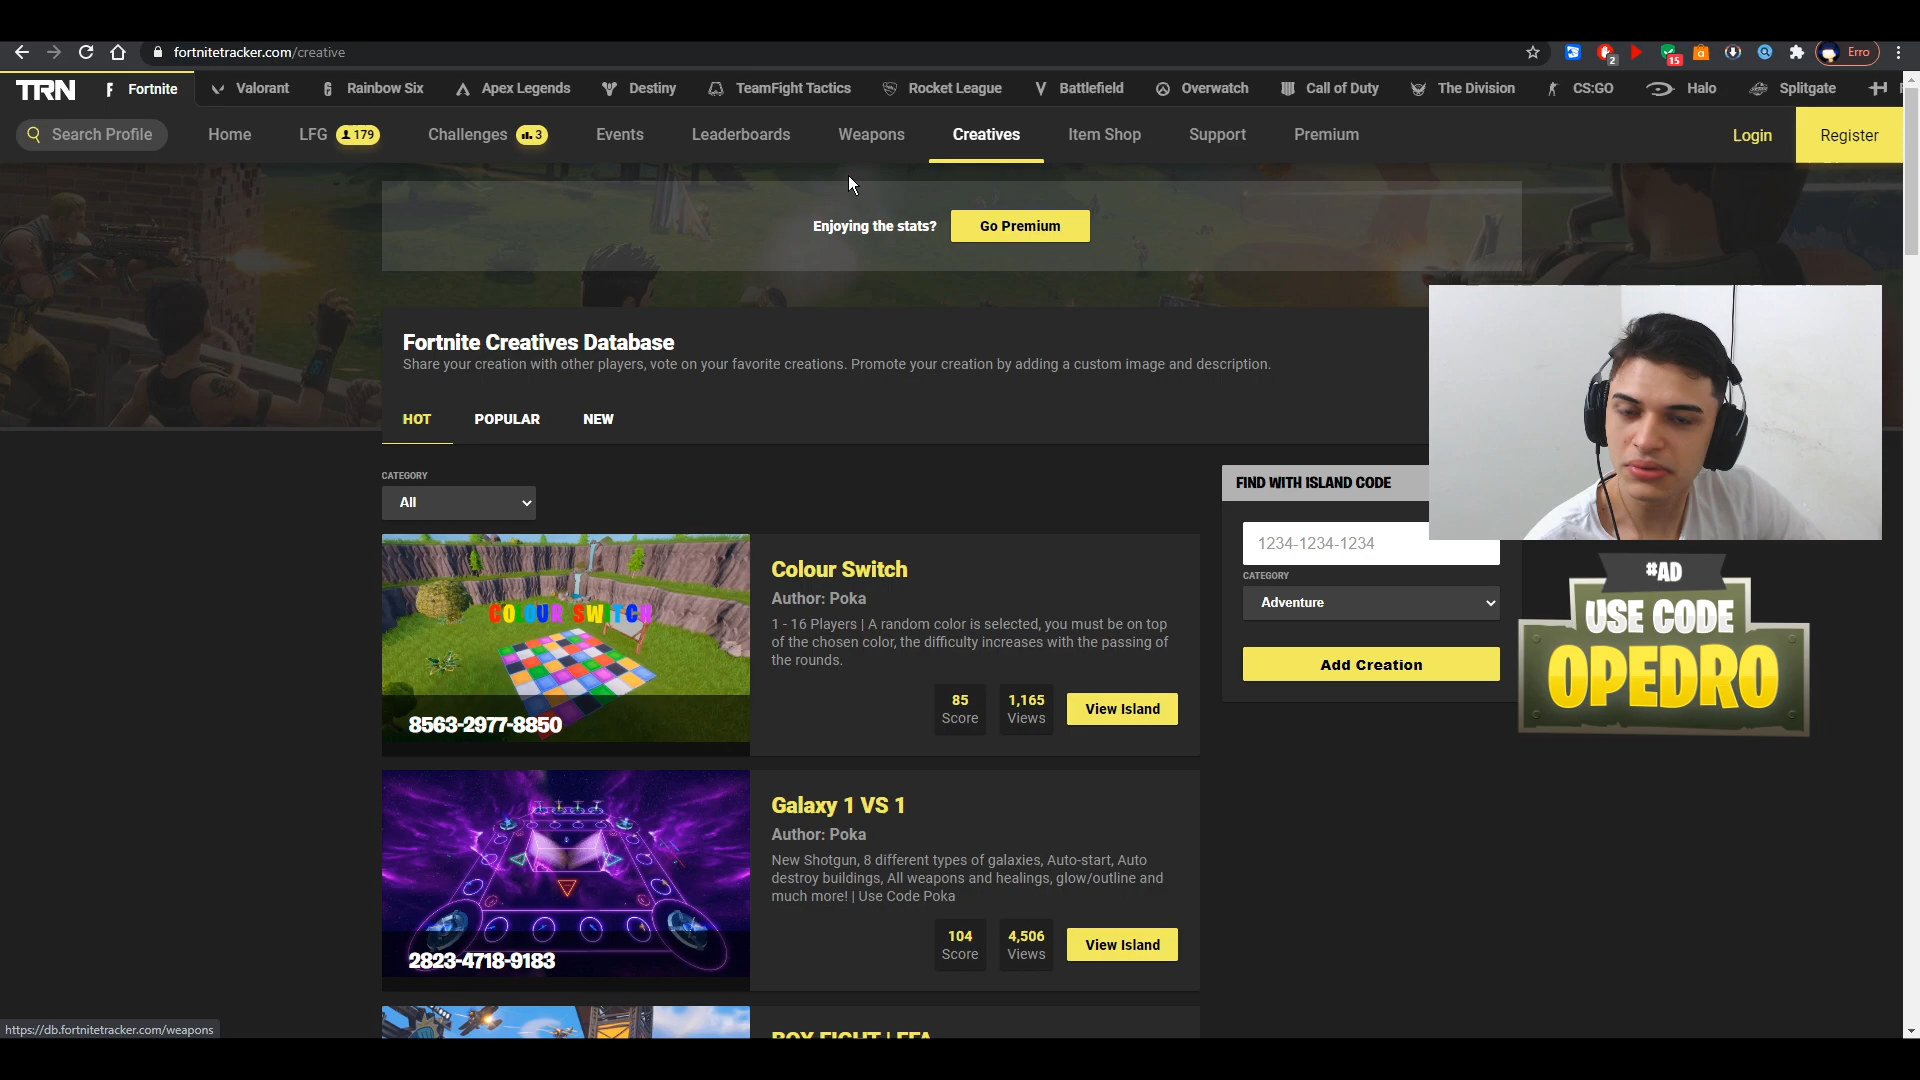 fortnitetracker.com/creative
2
15
Erro
TRN
Fortnite
Valorant
Rainbow Six
Apex Legends
Destiny
TeamFight Tactics
Rocket League
Battlefield
Overwatch
Call of Duty
The Division
CS:GO
Halo
Splitgate
Search Profile
Home
LFG 179
Challenges 3
Events
Leaderboards
Weapons
Creatives
Item Shop
Support
Premium
Login
Register
Enjoying the stats?
Go Premium
Fortnite Creatives Database
Share your creation with other players, vote on your favorite creations. Promote your creation by adding a custom image and description.
HOT
POPULAR
NEW
CATEGORY
All
COLOUR SWITCH
8563-2977-8850
Colour Switch
Author: Poka
1 - 16 Players | A random color is selected, you must be on top
of the chosen color, the difficulty increases with the passing of
the rounds.
85
Score
1,165
Views
View Island
2823-4718-9183
Galaxy 1 VS 1
Author: Poka
New Shotgun, 8 different types of galaxies, Auto-start, Auto
destroy buildings, All weapons and healings, glow/outline and
much more! | Use Code Poka
104
Score
4,506
Views
View Island
BOX FIGHT | FFA
FIND WITH ISLAND CODE
1234-1234-1234
CATEGORY
Adventure
Add Creation
#AD
USE CODE
OPEDRO
https://db.fortnitetracker.com/weapons